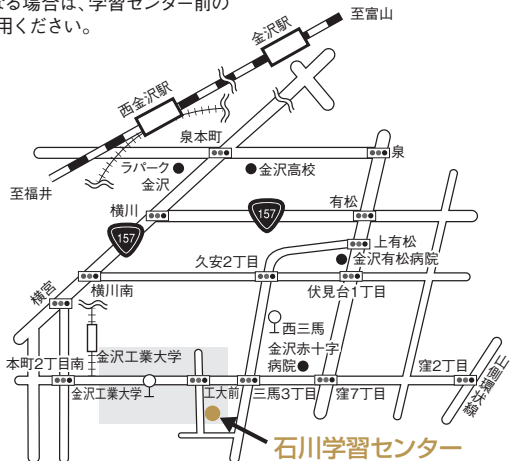 なる場合は、学習センター前の
用ください。
至富山
金沢駅
西金沢駅
泉本町
泉
ラパーク
金沢
金沢高校
至福井
横川
157
有松
157
上有松
金沢有松病院
久安2丁目
横川南
伏見台1丁目
横宮
西三馬
金沢赤十字
病院
本町2丁目南
金沢工業大学
窪2丁目
山側環状線
金沢工業大学
工大前
三馬3丁目
窪7丁目
石川学習センター